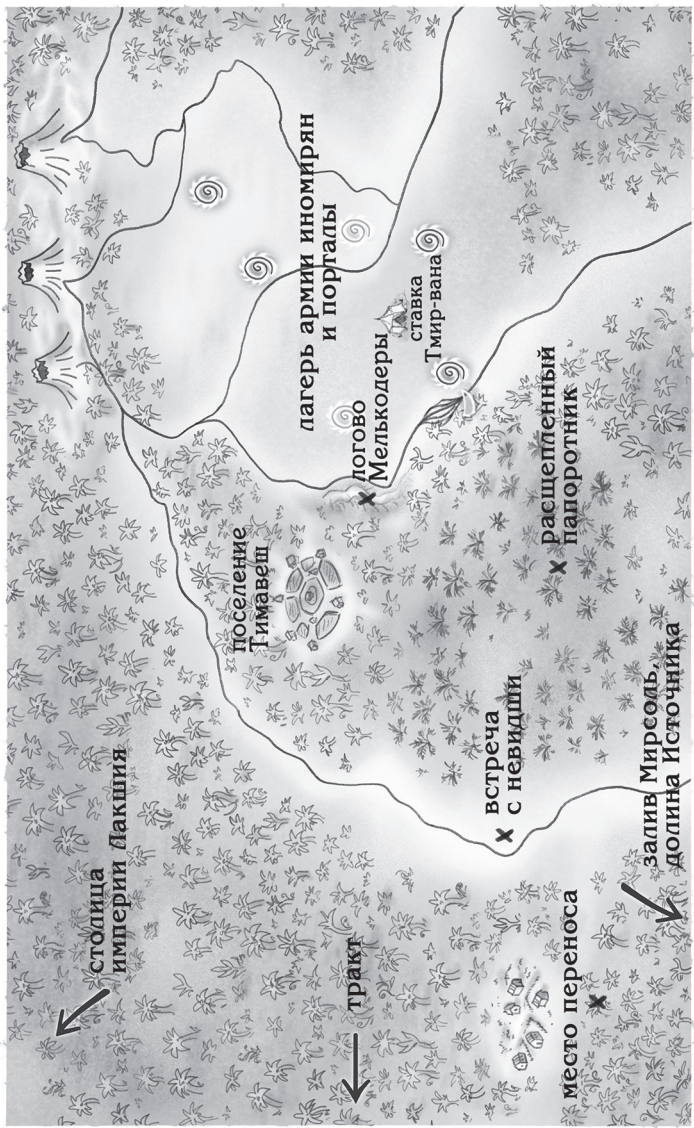 столица
империи Лакшия
тракт
место переноса
залив Мирсоль,
долина Источника
встреча
с невидши
поселение
Тимавеш
расщепленный
папоротник
логово
Мелькодеры
ставка
Тмир-вана
лагерь армии иномирян
и порталы